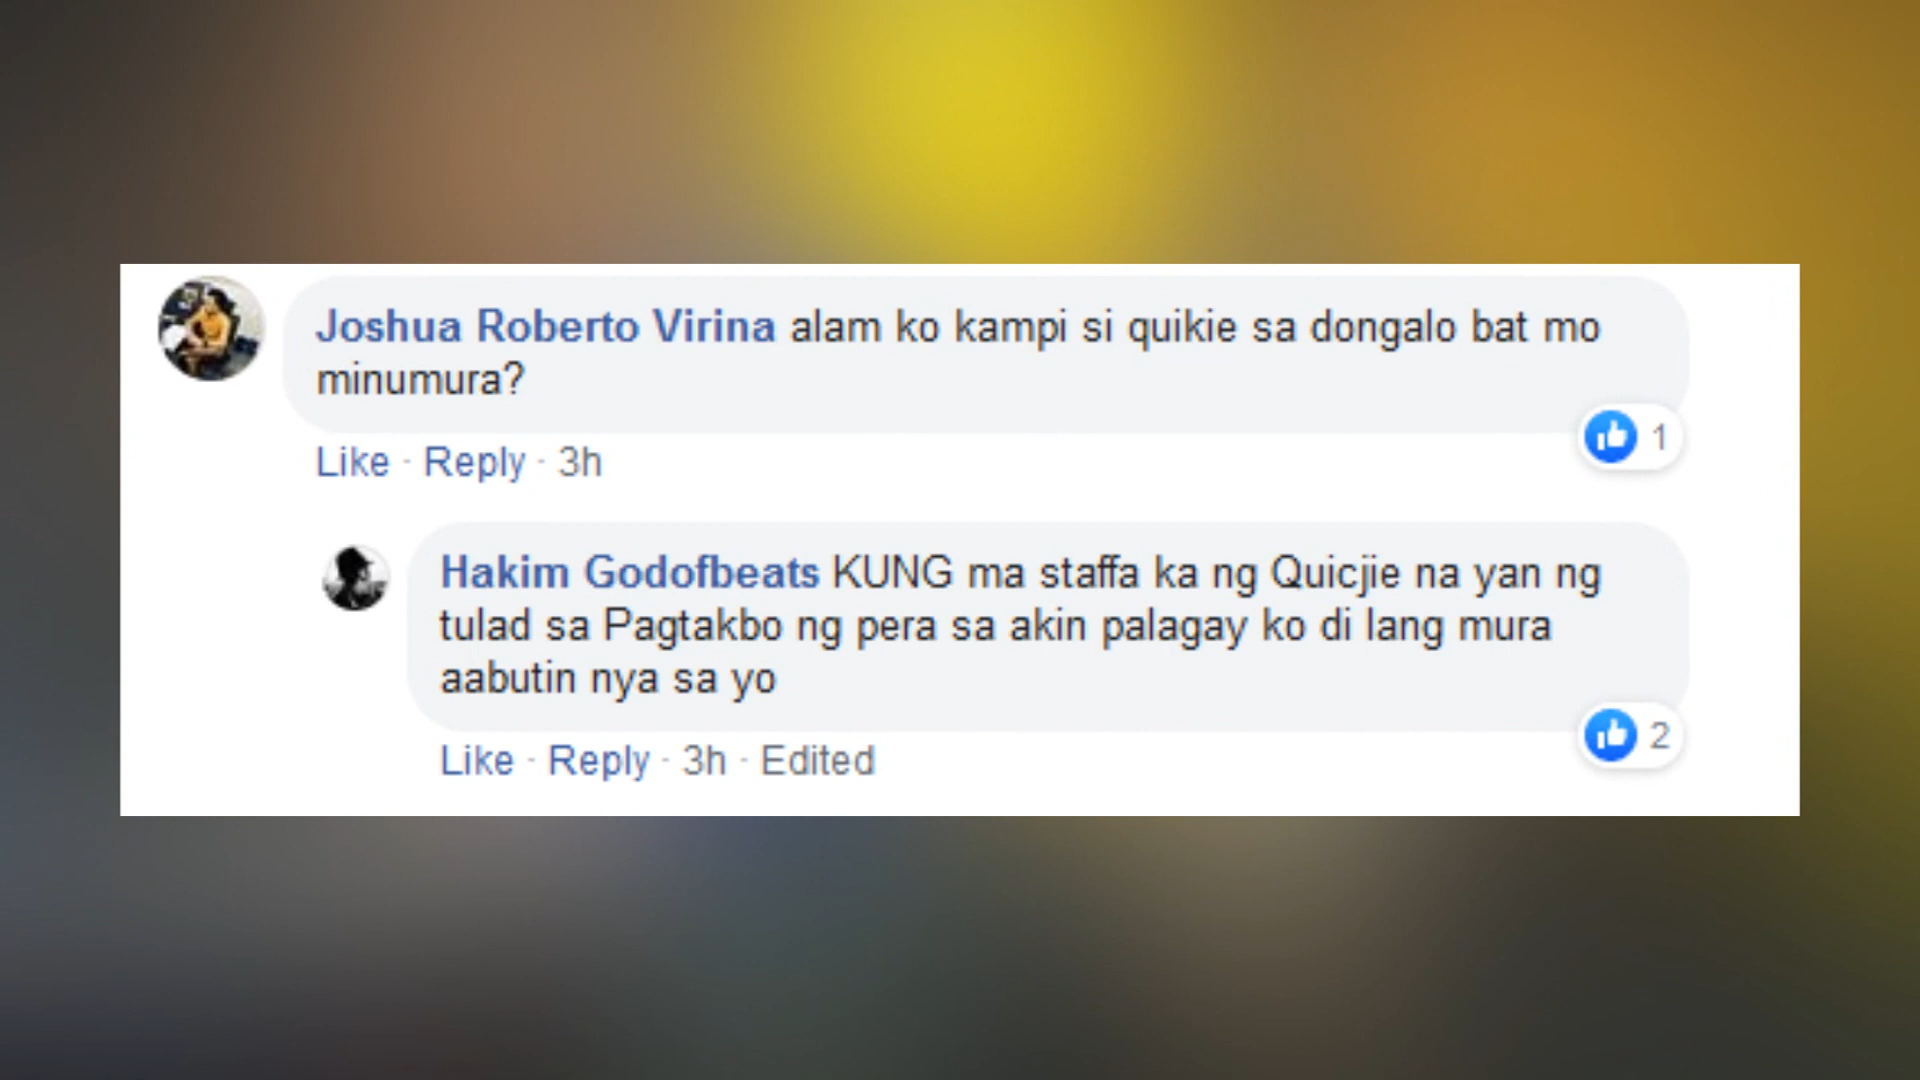 Joshua Roberto Virina alam ko kampi si quikie sa dongalo bat mo
minumura?
1
Like · Reply · 3h
Hakim Godofbeats KUNG ma staffa ka ng Quicjie na yan ng
tulad sa Pagtakbo ng pera sa akin palagay ko di lang mura
aabutin nya sa yo
2
Like · Reply · 3h · Edited